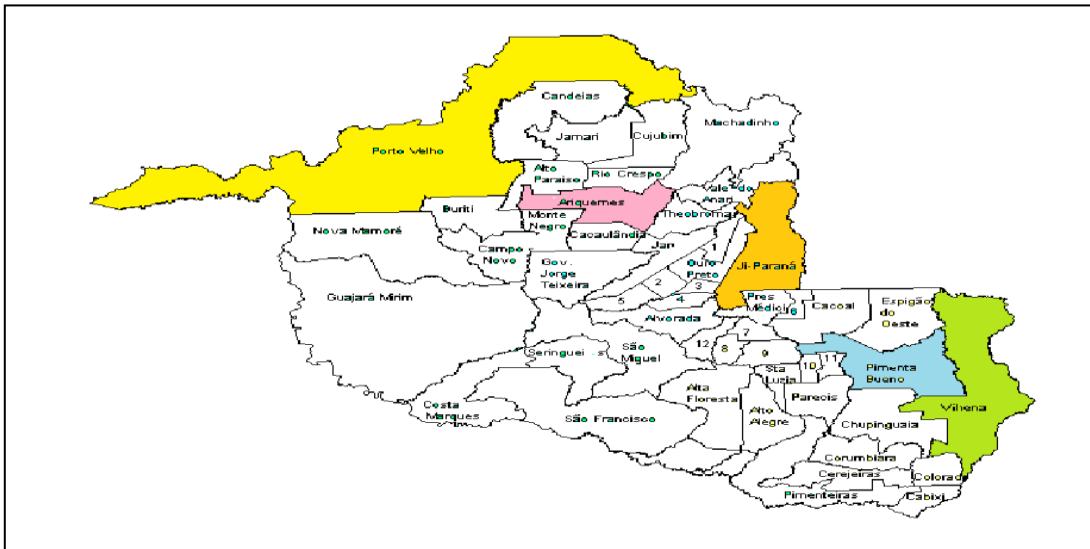 Candeias
Machadinho
Jamari
Cujubim
Porto Velho
Alto
Paraíso
Rio Crespo
Vale do
Anari
Ariquemes
Buriti
Monte
Negro
Theobroma
Nova Mamoré
Cacaulândia
Jaru
1
Campo
Novo
Gov.
Jorge
Teixeira
Ouro
Preto
Ji-Paraná
2
3
Guajará Mirim
5
4
Pres
Médici
6
Cacoal
Espigão
do
Oeste
Alvorada
7
São
Miguel
12
8
9
Seringuei s
10
11
Pimenta
Bueno
Sta
Luzia
Alta
Floresta
Parecis
Costa
Marques
São Francisco
Alto
Alegre
Vilhena
Chupinguaia
Corumbiara
Cerejeiras
Colorad
Pimenteiras
Cabixi